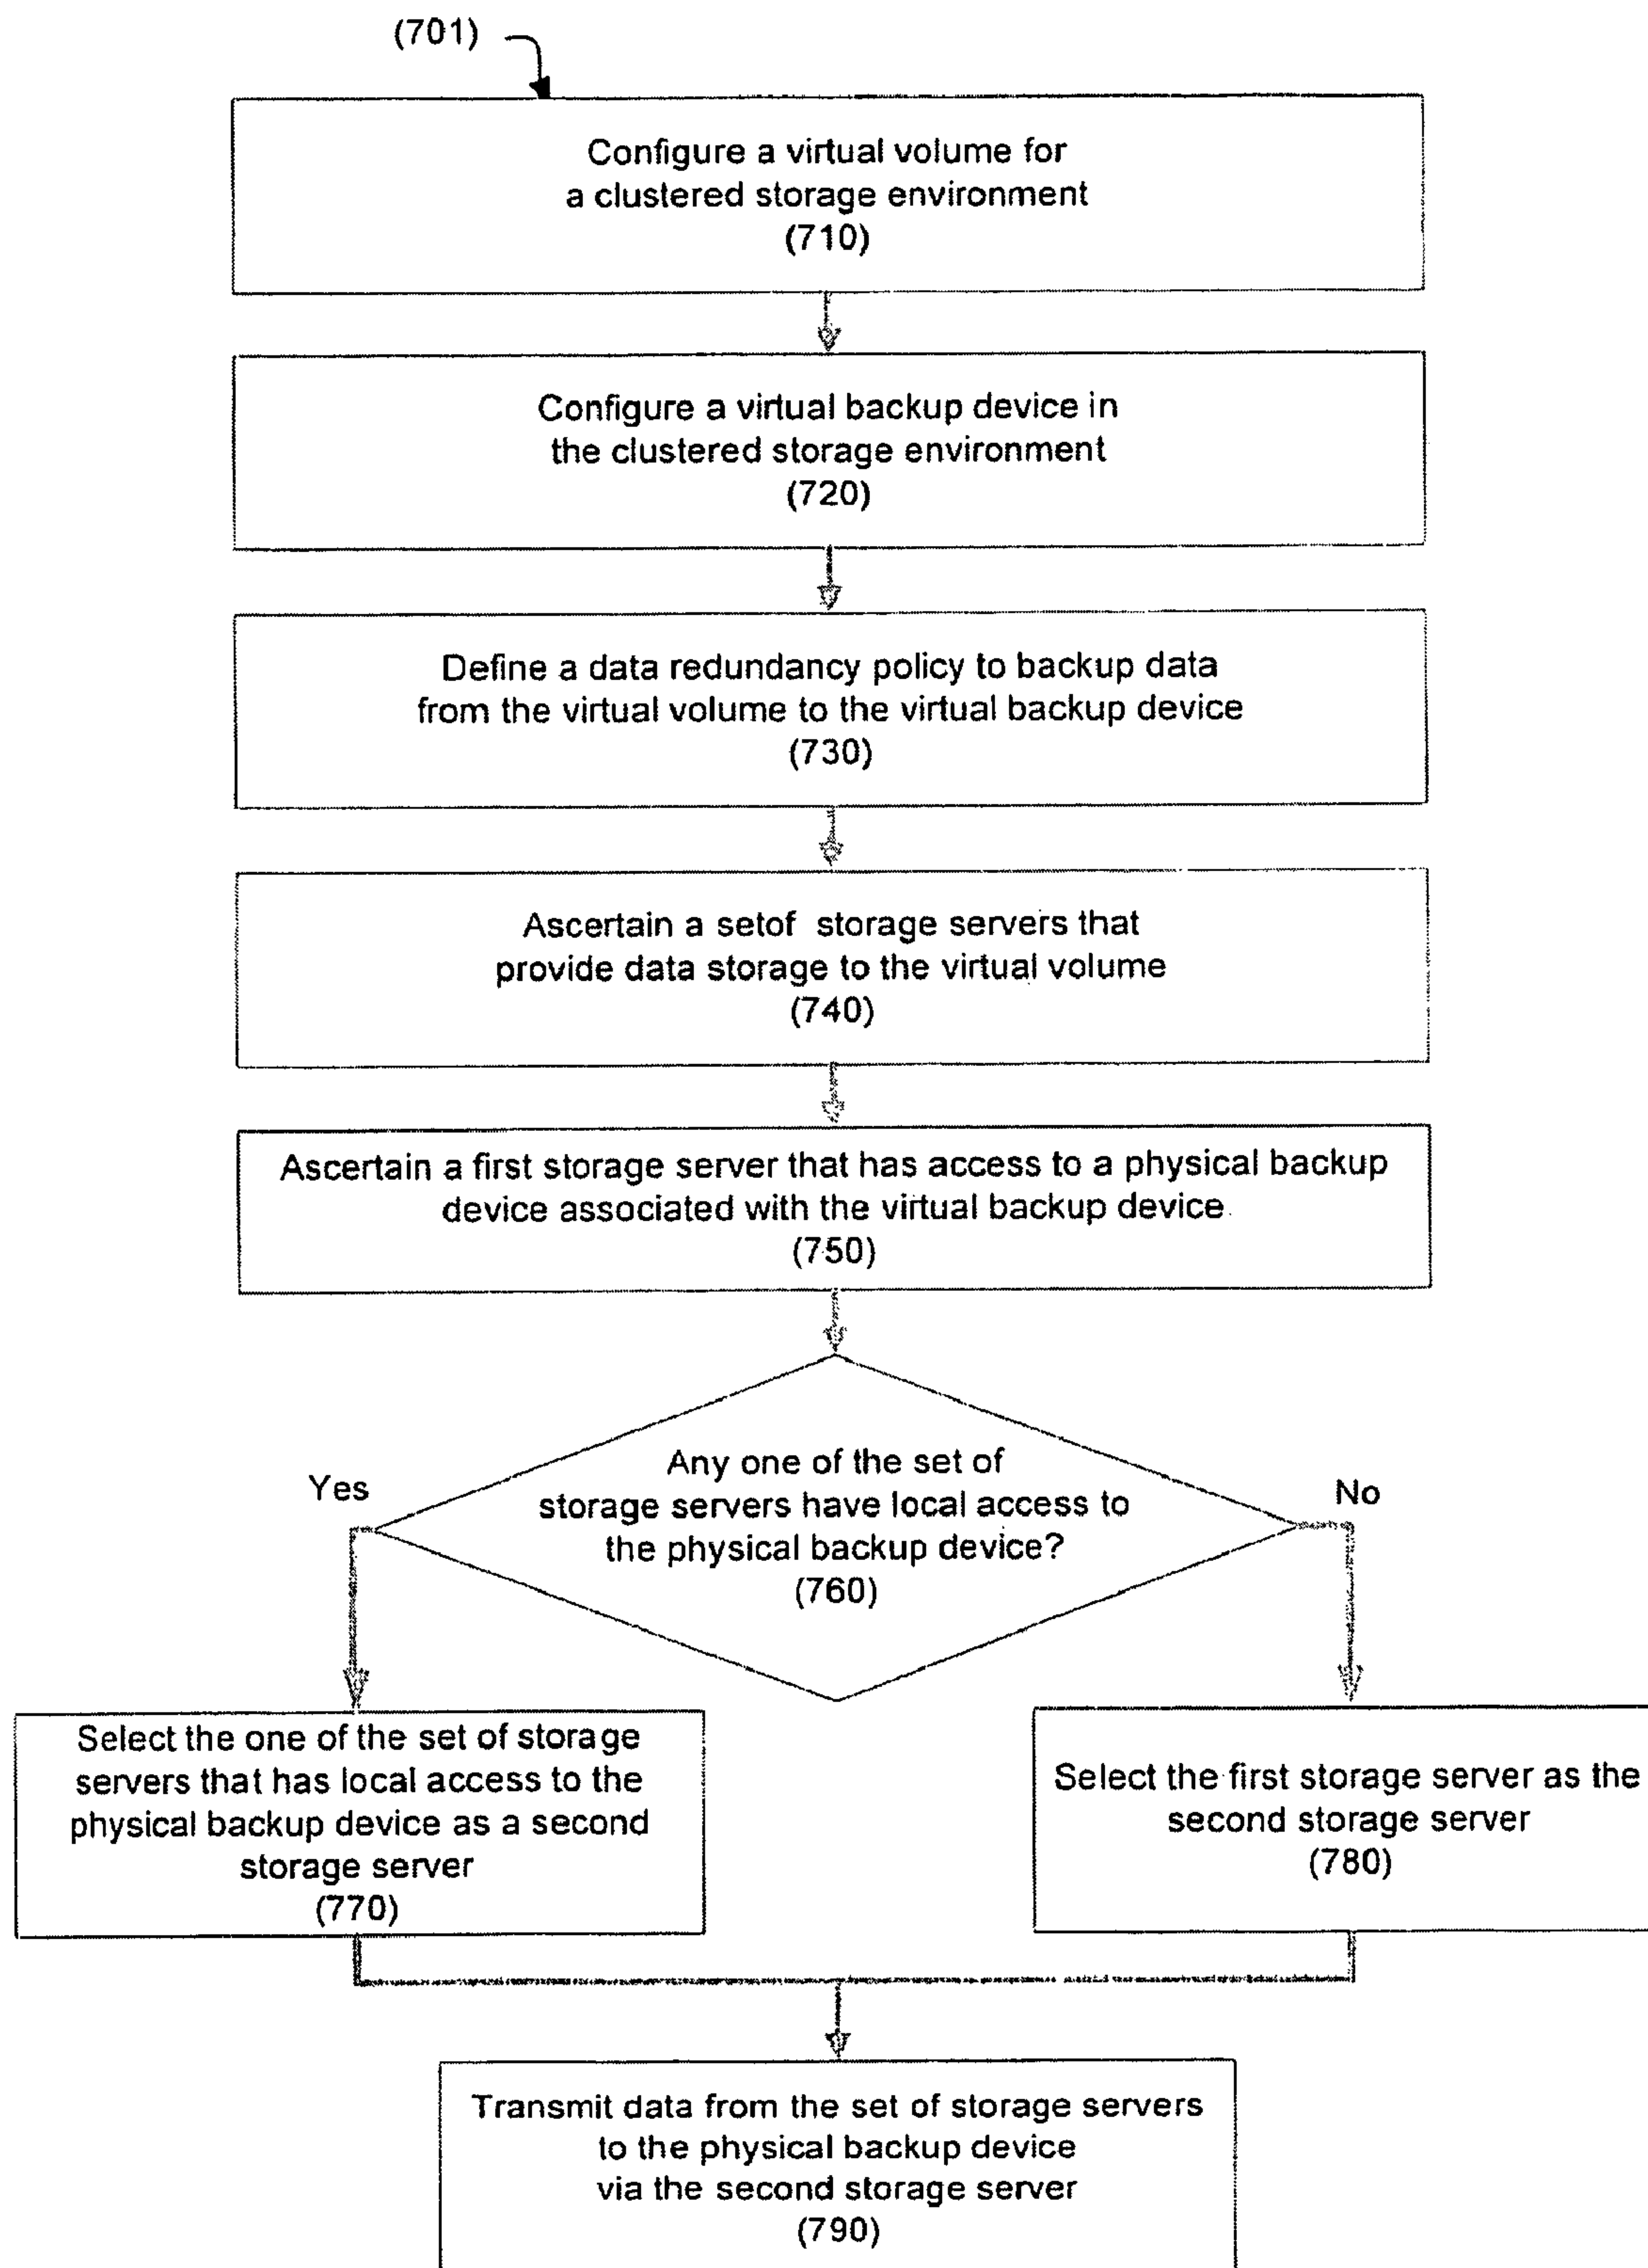 (701)
Configure a virtual volume for
a clustered storage environment
(710)
Configure a virtual backup device in
the clustered storage environment
(720)
Define a data redundancy policy to backup data
from the virtual volume to the virtual backup device
(730)
Ascertain a setof storage servers that
provide data storage to the virtual volume
(740)
Ascertain a first storage server that has access to a physical backup
device associated with the virtual backup device
(750)
Any one of the set of
storage servers have local access to
the physical backup device?
(760)
Yes
No
Select the one of the set of storage
servers that has local access to the
physical backup device as a second
storage server
(770)
Select the first storage server as the
second storage server
(780)
Transmit data from the set of storage servers
to the physical backup device
via the second storage server
(790)